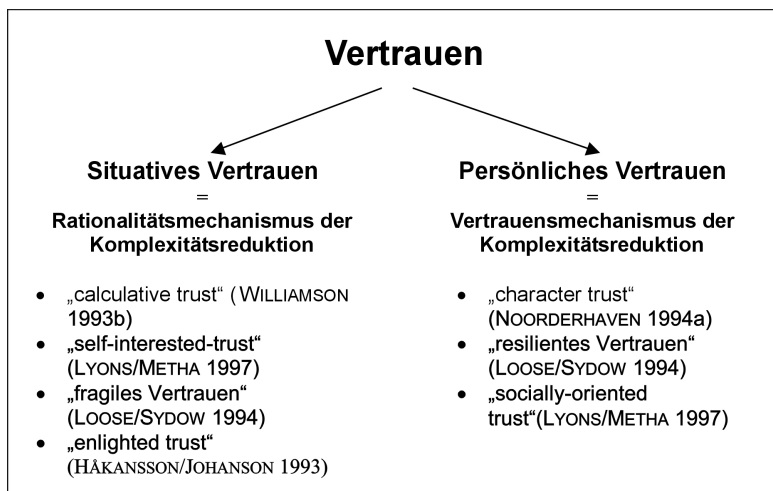 Vertrauen
Situatives Vertrauen
=
Rationalitätsmechanismus der
Komplexitätsreduktion
• „calculative trust“ (WILLIAMSON
1993b)
• „self-interested-trust“
(LYONS/METHA 1997)
• „fragiles Vertrauen“
(LOOSE/SYDOW 1994)
• „enlighted trust“
(HÅKANSSON/JOHANSON 1993)
Persönliches Vertrauen
=
Vertrauensmechanismus der
Komplexitätsreduktion
• „character trust“
(NOORDERHAVEN 1994a)
• „resilientes Vertrauen“
(LOOSE/SYDOW 1994)
• „socially-oriented
trust“(LYONS/METHA 1997)